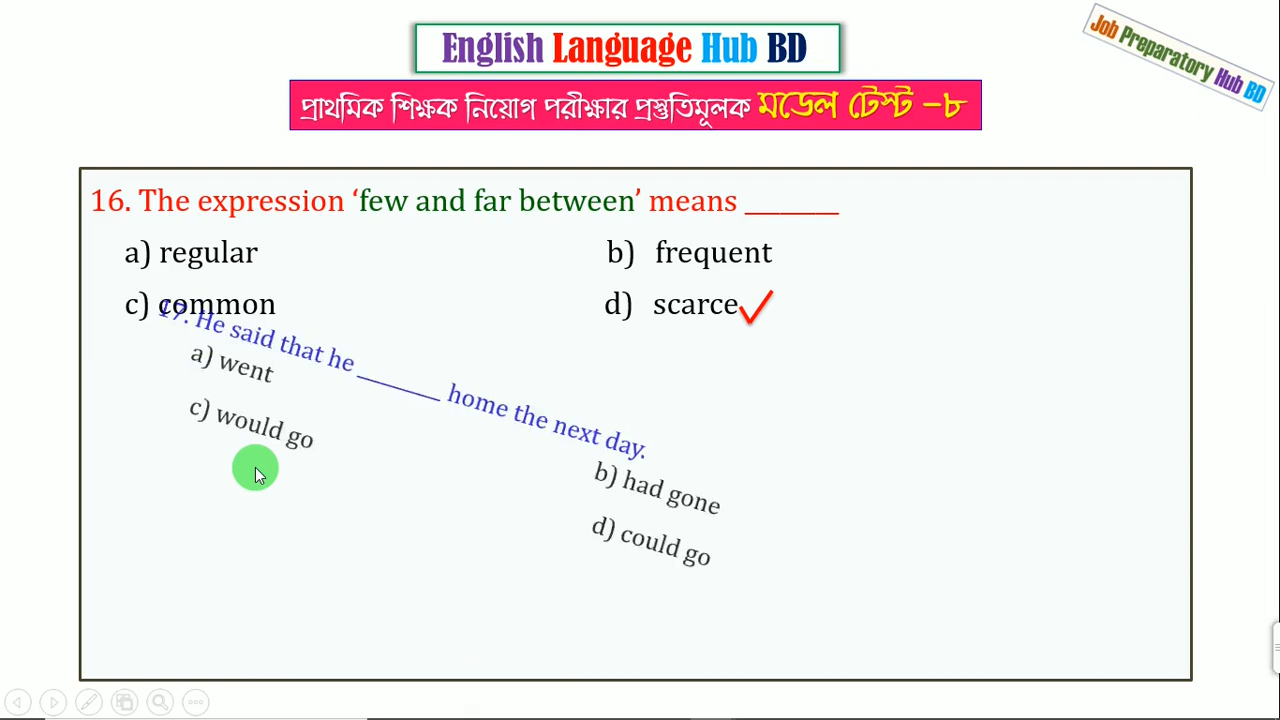 English Language Hub BD
Job Preparatory Hub BD
প্রাথমিক শিক্ষক নিয়োগ পরীক্ষার প্রস্তুতিমূলক মডেল টেস্ট –৮
16. The expression ‘few and far between’ means _______
a) regular b) frequent
c) common d) scarce
17. He said that he _______ home the next day.
a) went b) had gone
c) would go d) could go